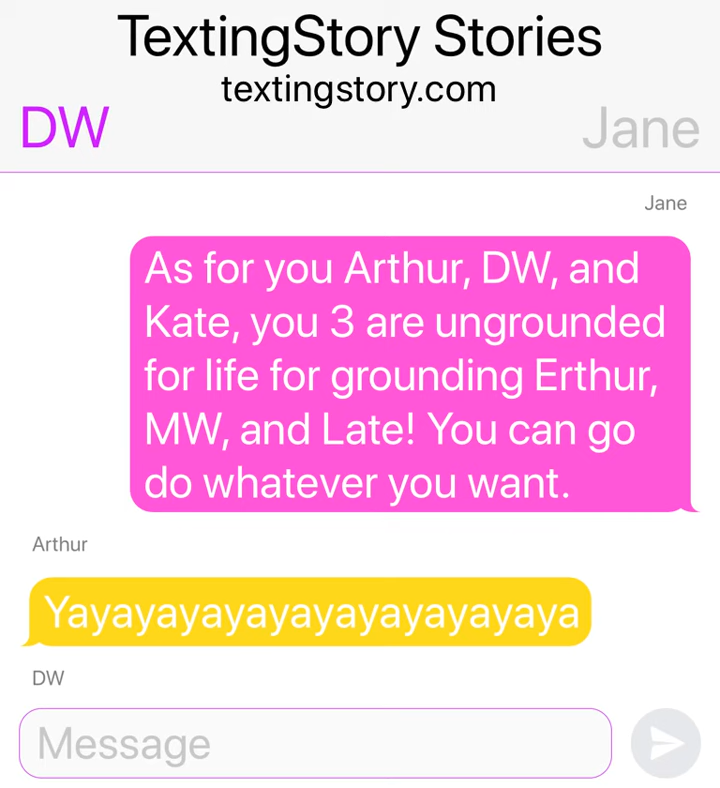 TextingStory Stories
textingstory.com
DW Jane
Jane
As for you Arthur, DW, and
Kate, you 3 are ungrounded
for life for grounding Erthur,
MW, and Late! You can go
do whatever you want.
Arthur
Yayayayayayayayayayayaya
DW
Message